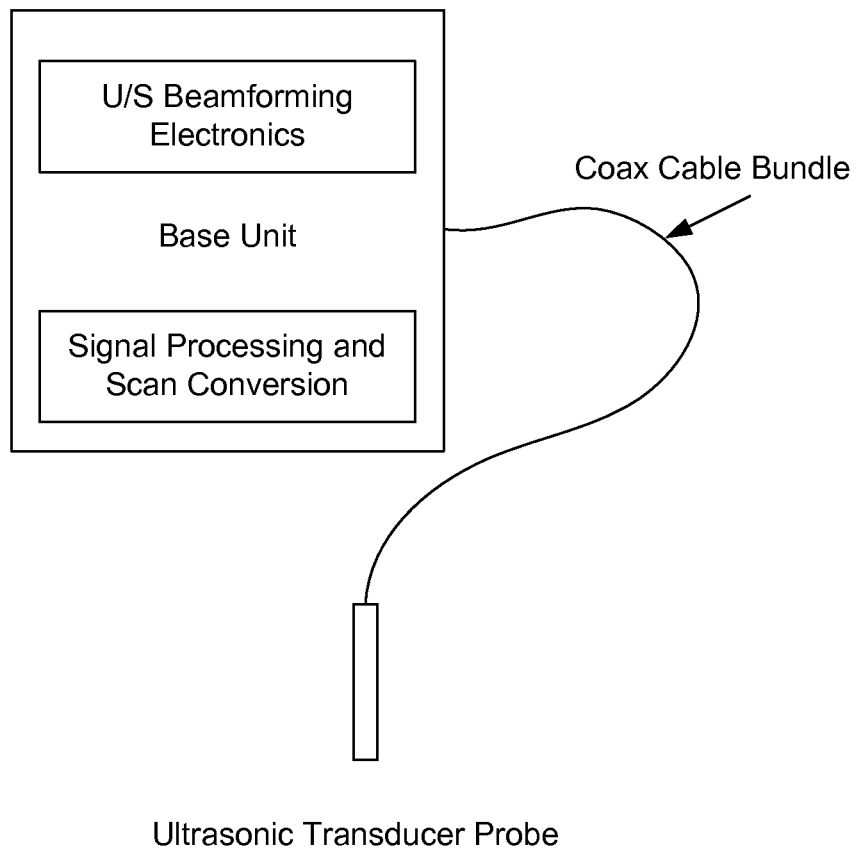 U/S Beamforming
Electronics
Coax Cable Bundle
Base Unit
Signal Processing and
Scan Conversion
Ultrasonic Transducer Probe